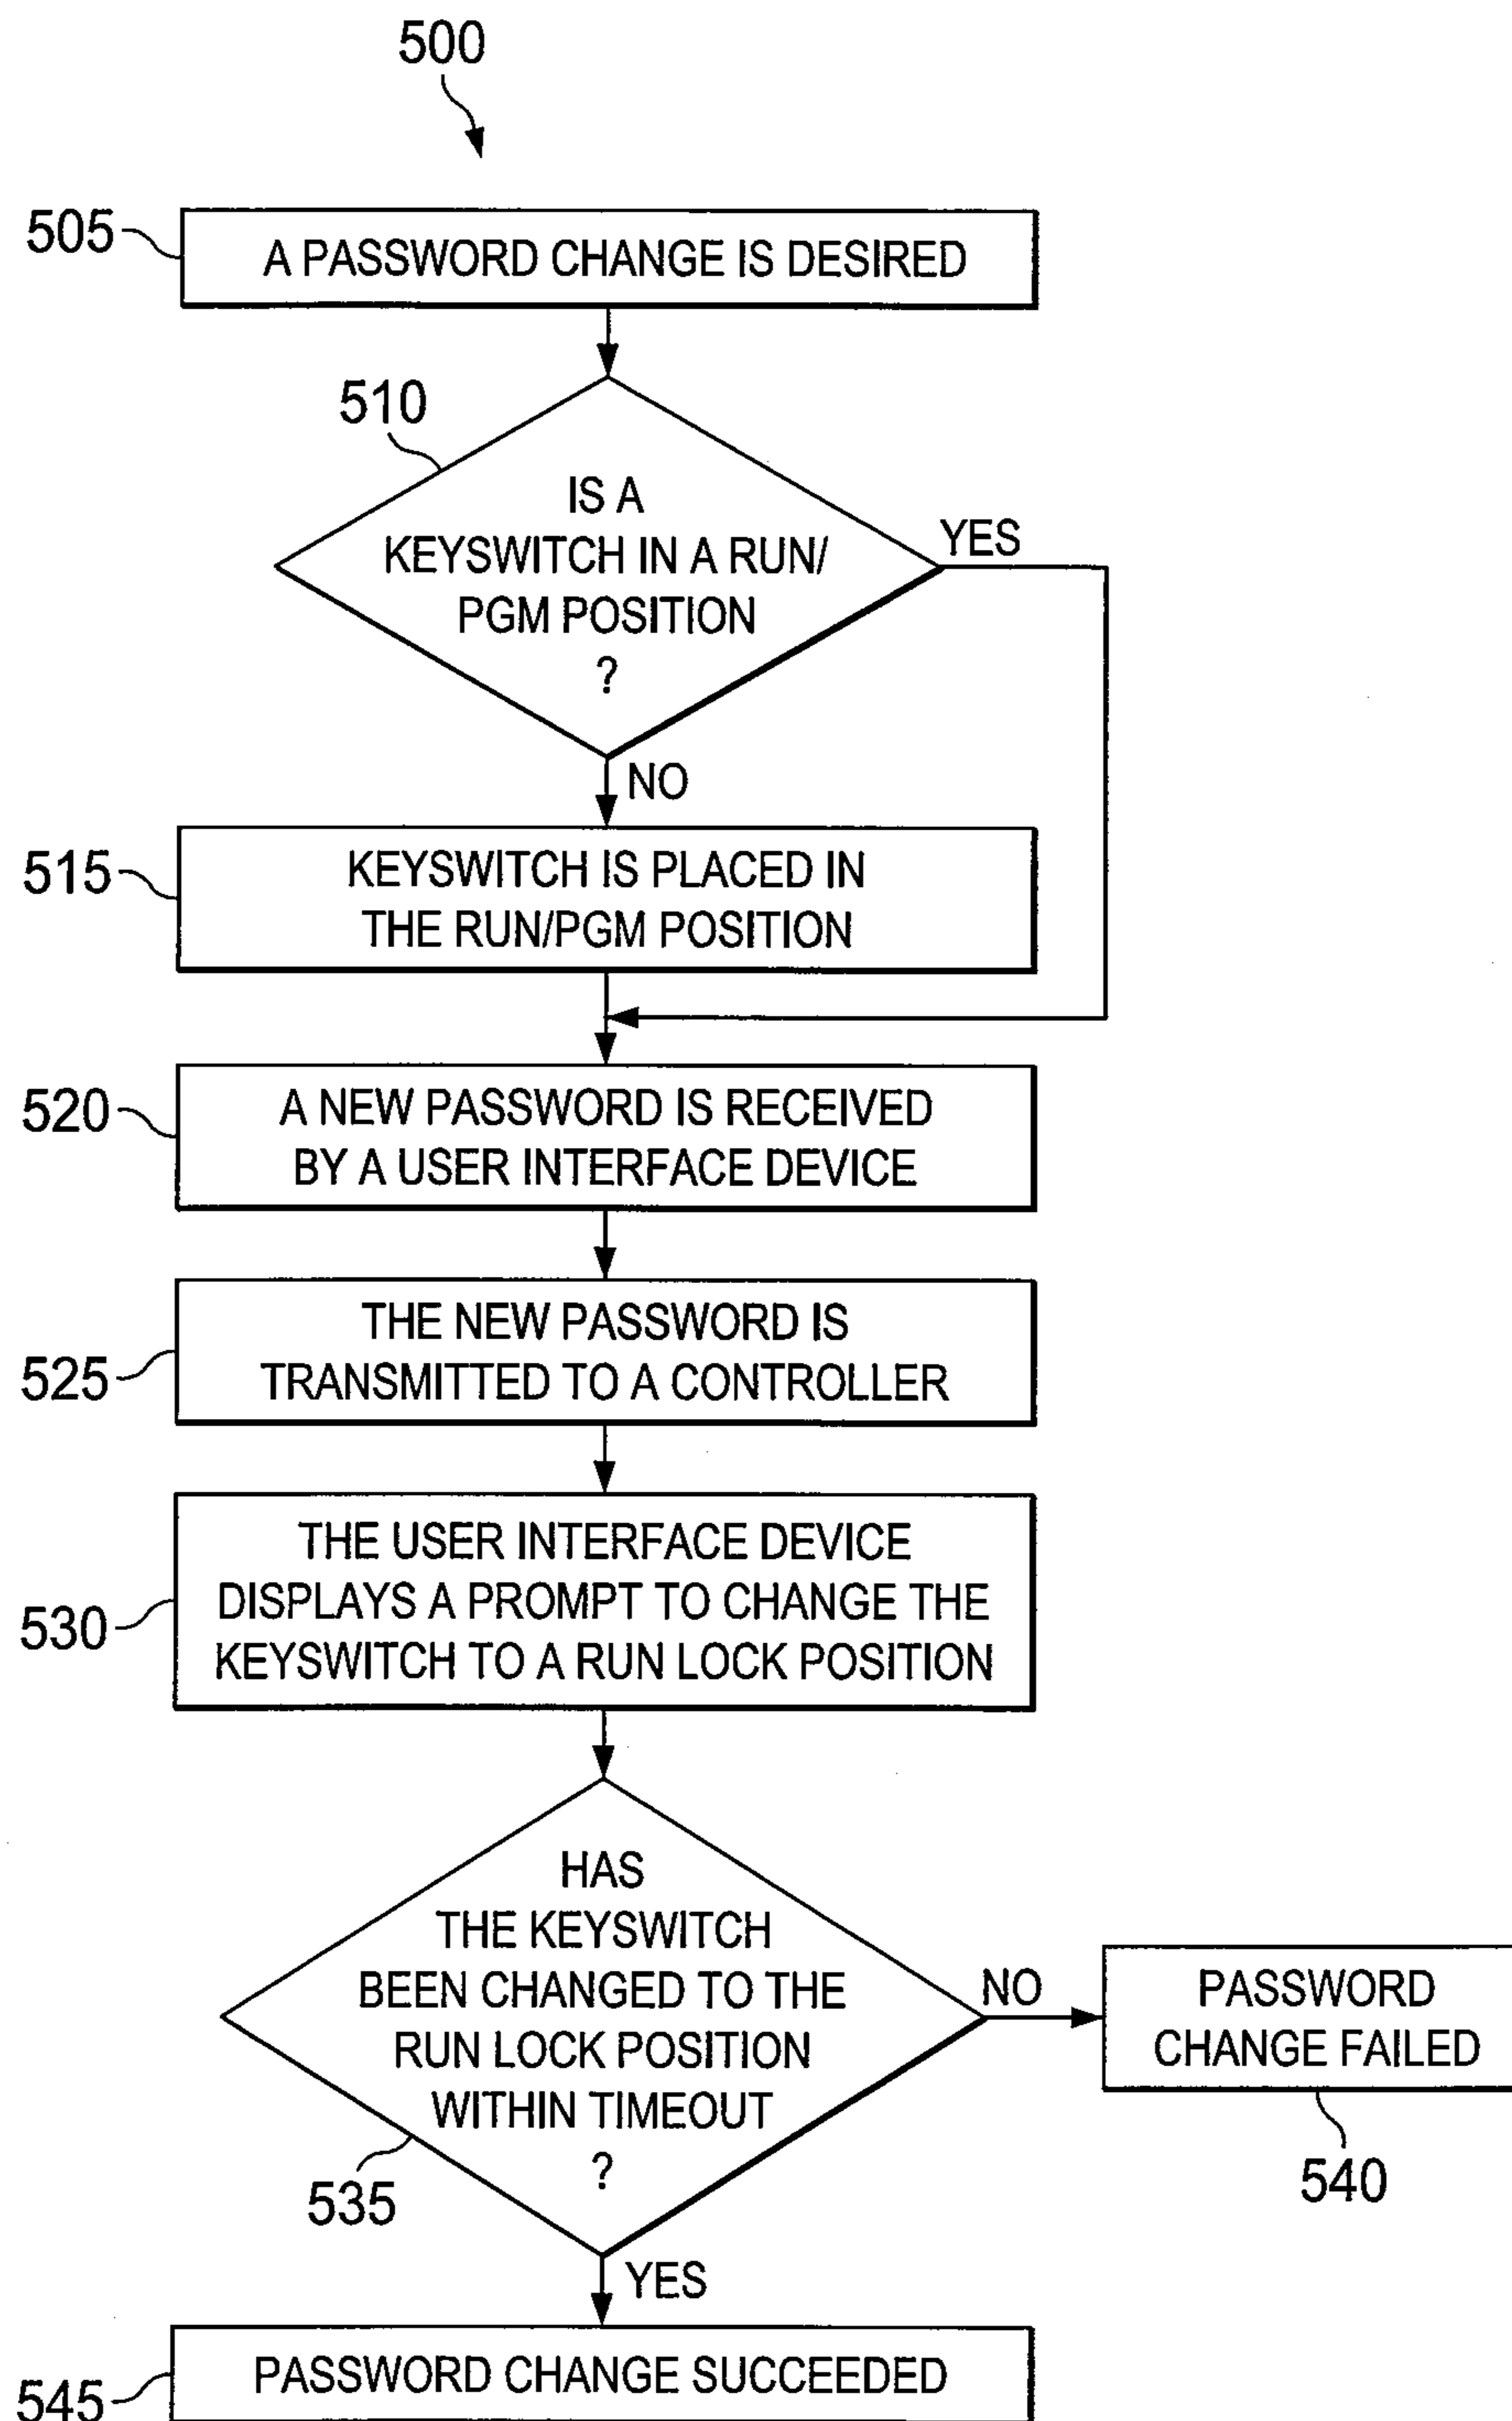 500
505
A PASSWORD CHANGE IS DESIRED
510
IS A
KEYSWITCH IN A RUN/
PGM POSITION
?
YES
NO
515
KEYSWITCH IS PLACED IN
THE RUN/PGM POSITION
520
A NEW PASSWORD IS RECEIVED
BY A USER INTERFACE DEVICE
525
THE NEW PASSWORD IS
TRANSMITTED TO A CONTROLLER
530
THE USER INTERFACE DEVICE
DISPLAYS A PROMPT TO CHANGE THE
KEYSWITCH TO A RUN LOCK POSITION
HAS
THE KEYSWITCH
BEEN CHANGED TO THE
RUN LOCK POSITION
WITHIN TIMEOUT
?
535
NO
PASSWORD
CHANGE FAILED
540
YES
545
PASSWORD CHANGE SUCCEEDED